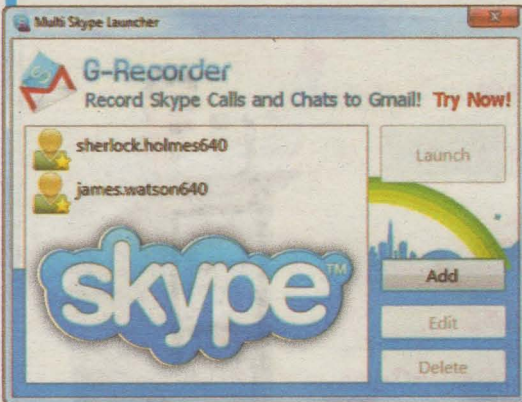 Multi Skype Launcher
G-Recorder
Record Skype Calls and Chats to Gmail! Try Now!
sherlock.holmes640
james.watson640
skype™
Launch
Add
Edit
Delete